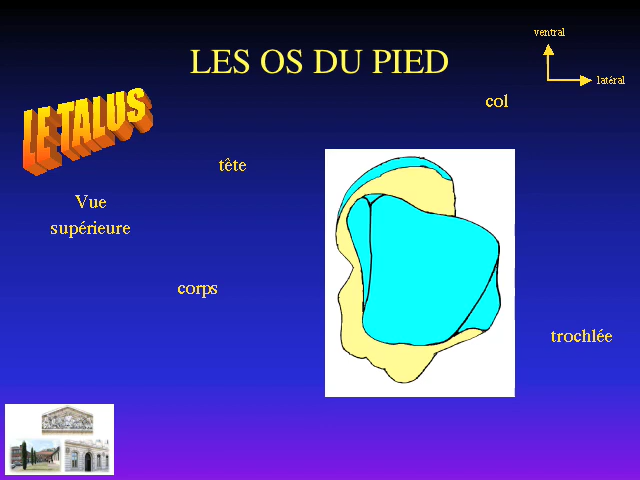 ventral
LES OS DU PIED
latéral
LE TALUS
col
tête
Vue
supérieure
corps
trochlée